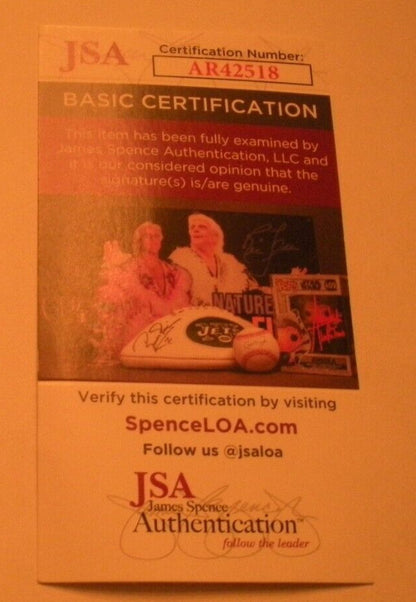 JSA
Certification Number:
AR42518
BASIC CERTIFICATION
This item has been fully examined by
James Spence Authentication, LLC and
it is our considered opinion that the
signature(s) is/are genuine.
NATURE
JETS
Verify this certification by visiting
SpenceLOA.com
Follow us @jsaloa
JSA
James Spence
Authentication™
follow the leader